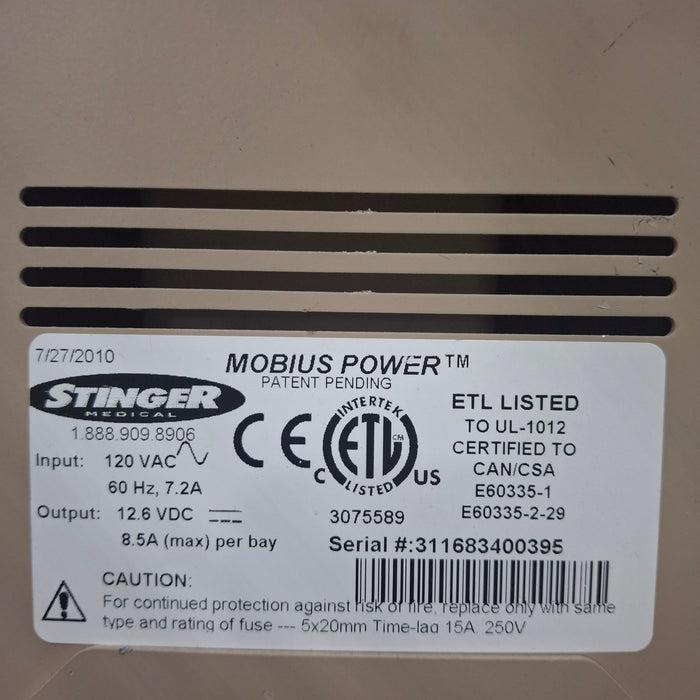 7/27/2010
MOBIUS POWER™
PATENT PENDING
STINGER
MEDICAL
1.888.909.8906
Input: 120 VAC
60 Hz, 7.2A
Output: 12.6 VDC
8.5A (max) per bay
CE
INTERTEK
ETL CM
C US
LISTED
3075589
ETL LISTED
TO UL-1012
CERTIFIED TO
CAN/CSA
E60335-1
E60335-2-29
Serial #:311683400395
CAUTION:
For continued protection against risk of fire, replace only with same
type and rating of fuse --- 5x20mm Time-lag 15A, 250V